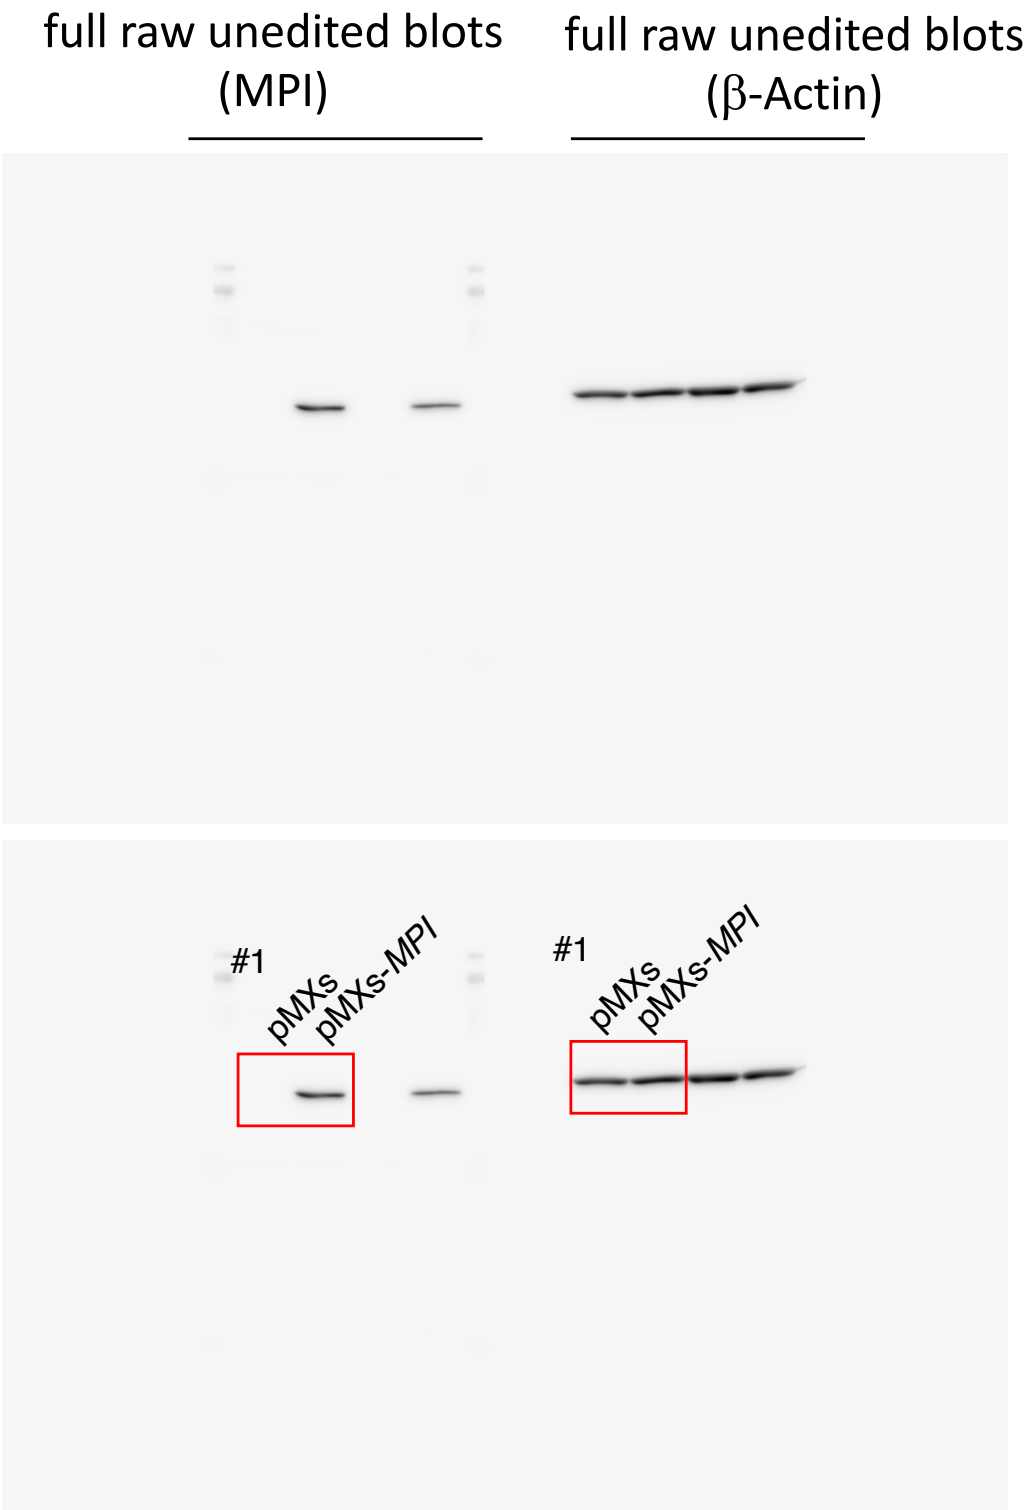 full raw unedited blots
(MPI)
full raw unedited blots
(β-Actin)
#1
pMXs
pMXs-MPI
#1
pMXs
pMXs-MPI